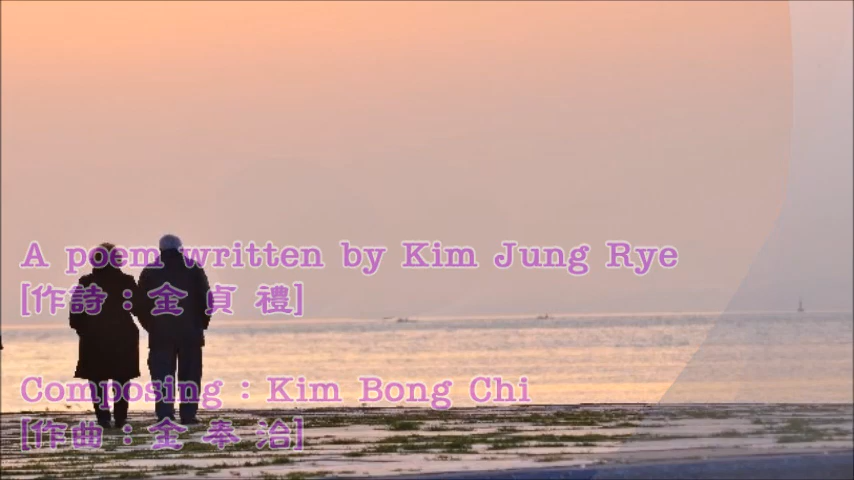 A poem written by Kim Jung Rye
[作詩 : 金 貞 禮]
Composing : Kim Bong Chi
[作曲 : 金 奉 治]